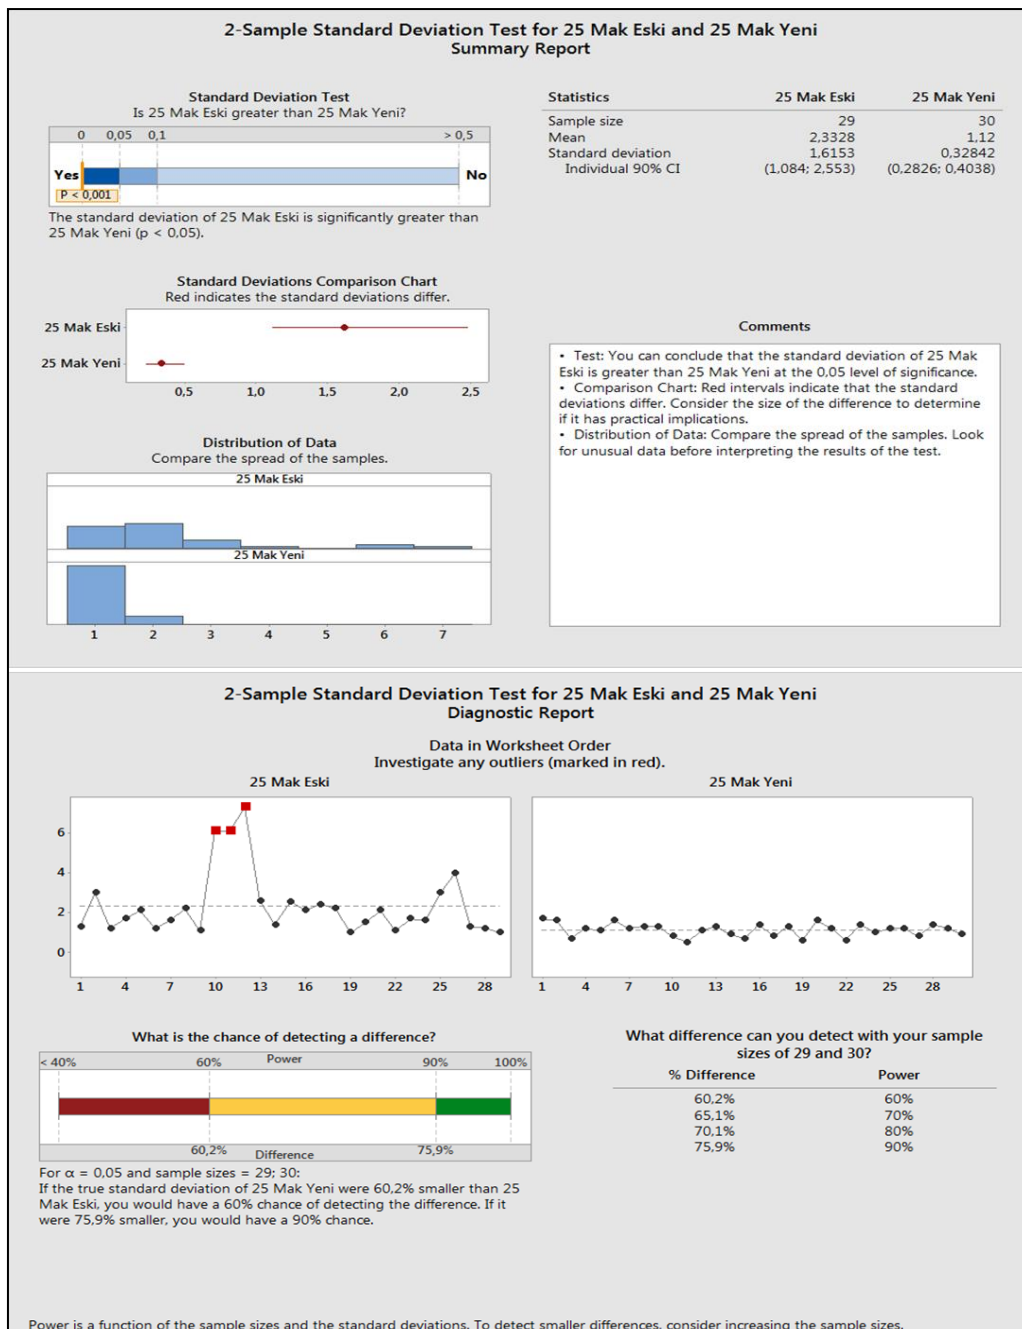 2-Sample Standard Deviation Test for 25 Mak Eski and 25 Mak Yeni
Summary Report
Standard Deviation Test
Is 25 Mak Eski greater than 25 Mak Yeni?
0 0,05 0,1 > 0,5
Yes No
P < 0,001
The standard deviation of 25 Mak Eski is significantly greater than
25 Mak Yeni (p < 0,05).
Statistics 25 Mak Eski 25 Mak Yeni
Sample size 29 30
Mean 2,3328 1,12
Standard deviation 1,6153 0,32842
Individual 90% CI (1,084; 2,553) (0,2826; 0,4038)
Standard Deviations Comparison Chart
Red indicates the standard deviations differ.
25 Mak Eski
25 Mak Yeni
0,5 1,0 1,5 2,0 2,5
Distribution of Data
Compare the spread of the samples.
25 Mak Eski
25 Mak Yeni
1 2 3 4 5 6 7
Comments
• Test: You can conclude that the standard deviation of 25 Mak
Eski is greater than 25 Mak Yeni at the 0,05 level of significance.
• Comparison Chart: Red intervals indicate that the standard
deviations differ. Consider the size of the difference to determine
if it has practical implications.
• Distribution of Data: Compare the spread of the samples. Look
for unusual data before interpreting the results of the test.
2-Sample Standard Deviation Test for 25 Mak Eski and 25 Mak Yeni
Diagnostic Report
Data in Worksheet Order
Investigate any outliers (marked in red).
25 Mak Eski 25 Mak Yeni
6
4
2
0
1 4 7 10 13 16 19 22 25 28
1 4 7 10 13 16 19 22 25 28
What is the chance of detecting a difference?
< 40% 60% Power 90% 100%
60,2% Difference 75,9%
For α = 0,05 and sample sizes = 29; 30:
If the true standard deviation of 25 Mak Yeni were 60,2% smaller than 25
Mak Eski, you would have a 60% chance of detecting the difference. If it
were 75,9% smaller, you would have a 90% chance.
What difference can you detect with your sample
sizes of 29 and 30?
% Difference Power
60,2% 60%
65,1% 70%
70,1% 80%
75,9% 90%
Power is a function of the sample sizes and the standard deviations. To detect smaller differences, consider increasing the sample sizes.